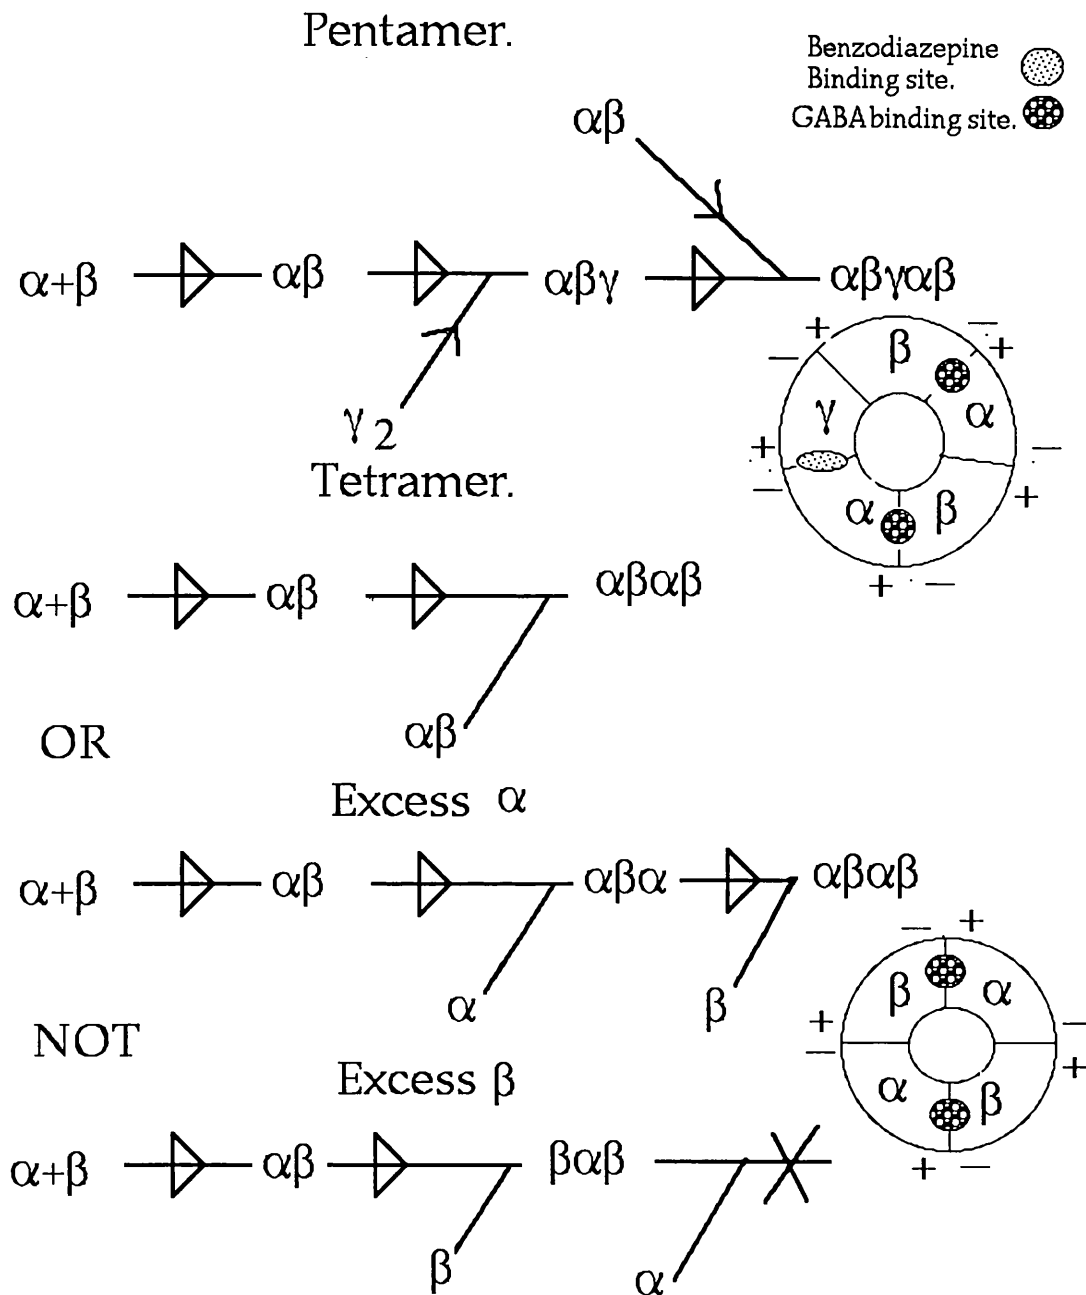 Pentamer.
Benzodiazepine
Binding site.
GABA binding site.
αβ
α+β αβ αβγ αβγαβ
γ2
+ − β − +
− γ α
+ − α β − +
+ −
Tetramer.
α+β αβ αβαβ
αβ
OR
Excess α
α+β αβ αβα αβαβ
α β
− +
β α
+ − − +
α β
+ −
NOT
Excess β
α+β αβ βαβ
β α